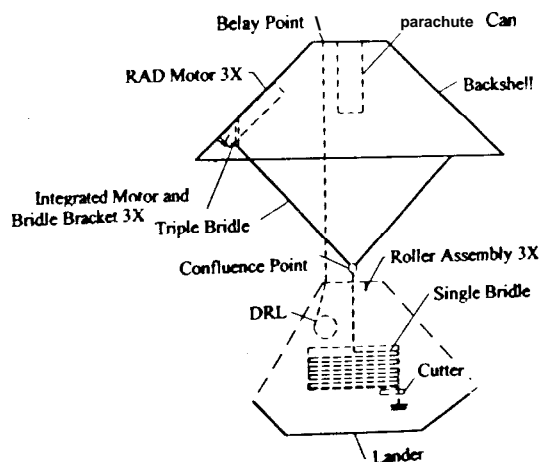 Belay Point
parachute Can
RAD Motor 3X
Backshell
Integrated Motor and
Bridle Bracket 3X
Triple Bridle
Confluence Point
Roller Assembly 3X
Single Bridle
DRL
Cutter
Lander